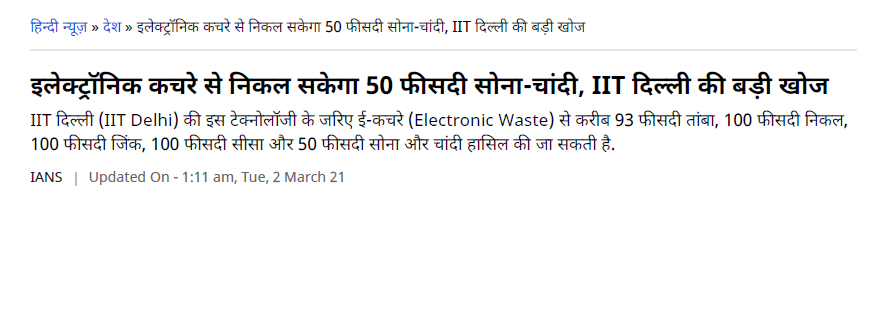 हिन्दी न्यूज़ » देश » इलेक्ट्रॉनिक कचरे से निकल सकेगा 50 फीसदी सोना-चांदी, IIT दिल्ली की बड़ी खोज
इलेक्ट्रॉनिक कचरे से निकल सकेगा 50 फीसदी सोना-चांदी, IIT दिल्ली की बड़ी खोज
IIT दिल्ली (IIT Delhi) की इस टेक्नोलॉजी के जरिए ई-कचरे (Electronic Waste) से करीब 93 फीसदी तांबा, 100 फीसदी निकल,
100 फीसदी जिंक, 100 फीसदी सीसा और 50 फीसदी सोना और चांदी हासिल की जा सकती है.
IANS | Updated On - 1:11 am, Tue, 2 March 21